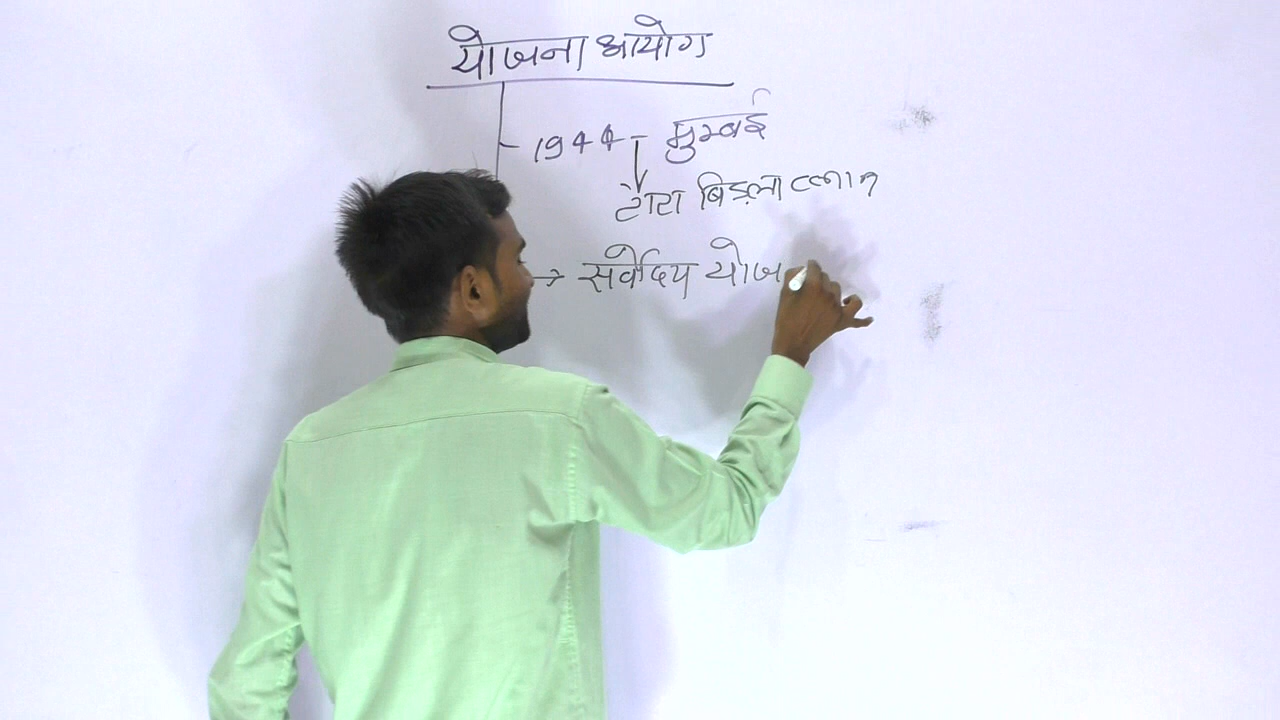 योजना आयोग
- 1944 - मुम्बई
टाटा बिड़ला प्लान
→ सर्वोदय योज